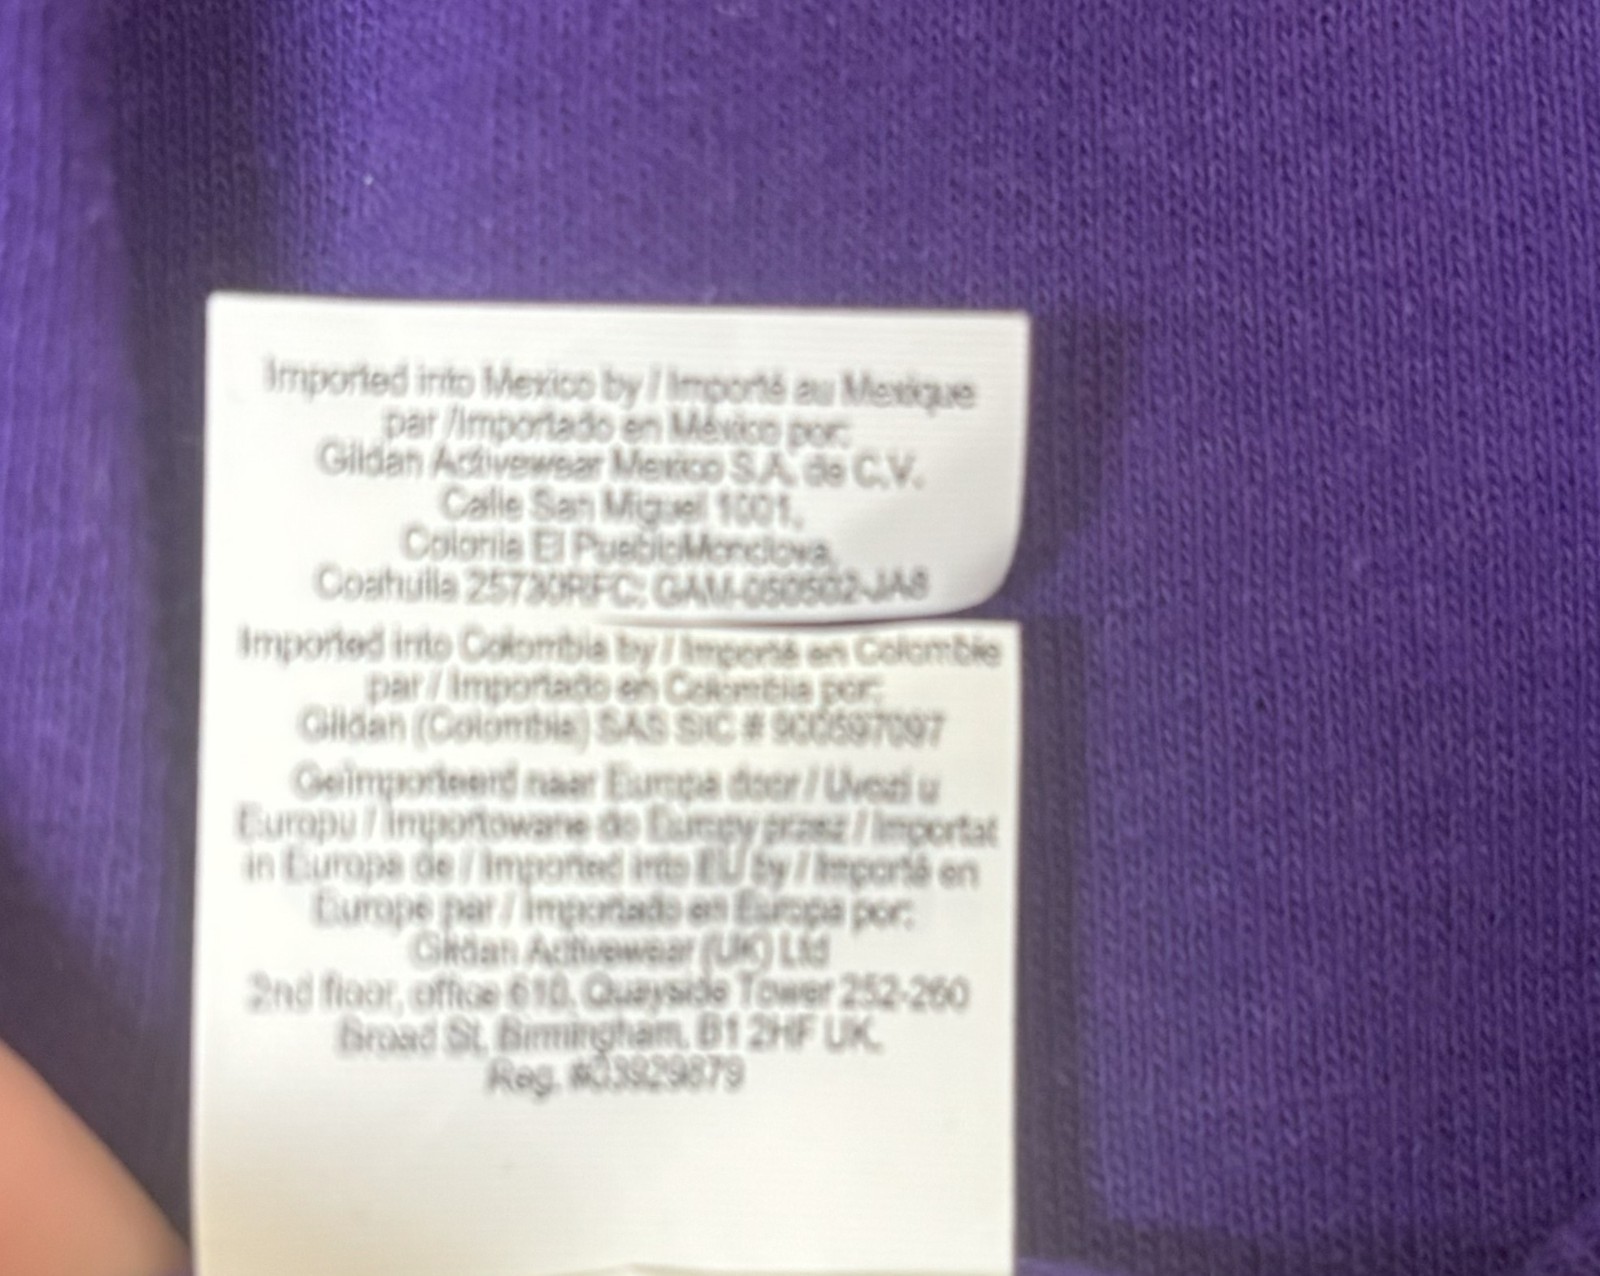 Imported into Mexico by / Importé au Mexique
par /Importado en México por:
Gildan Activewear Mexico S.A. de C.V.
Calle San Miguel 1001,
Colonia El PuebloMonclova,
Coahuila 25730RFC: GAM-050502-JA8
Imported into Colombia by / Importé en Colombie
par / Importado en Colombia por:
Gildan (Colombia) SAS SIC # 900597097
Geïmporteerd naar Europa door / Uvozi u
Europu / Importowane do Europy przez / Importat
in Europa de / Imported into EU by / Importé en
Europe par / Importado en Europa por:
Gildan Activewear (UK) Ltd
2nd floor, office 610, Quayside Tower 252-260
Broad St, Birmingham, B1 2HF UK.
Reg. #03929879